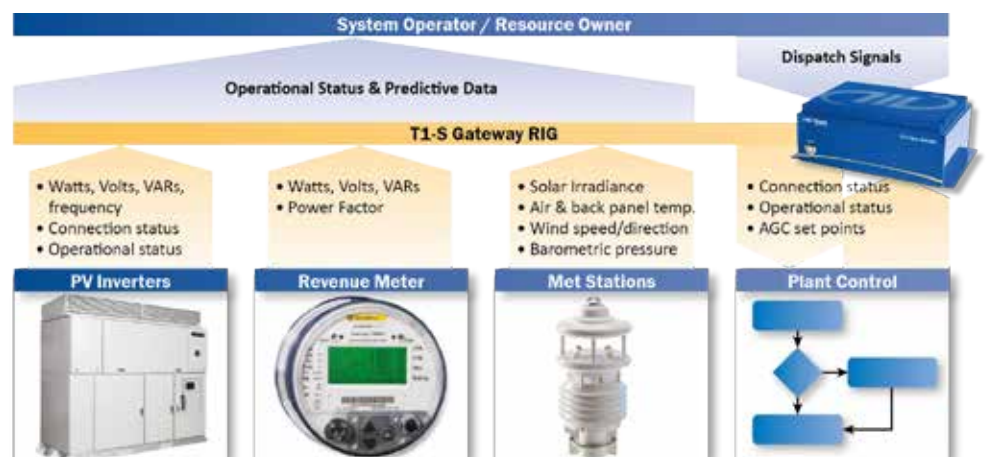 System Operator / Resource Owner
Dispatch Signals
Operational Status & Predictive Data
T1-S Gateway RIG
• Watts, Volts, VARs,
frequency
• Connection status
• Operational status
• Watts, Volts, VARs
• Power Factor
• Solar Irradiance
• Air & back panel temp.
• Wind speed/direction
• Barometric pressure
• Connection status
• Operational status
• AGC set points
PV Inverters
Revenue Meter
Met Stations
Plant Control